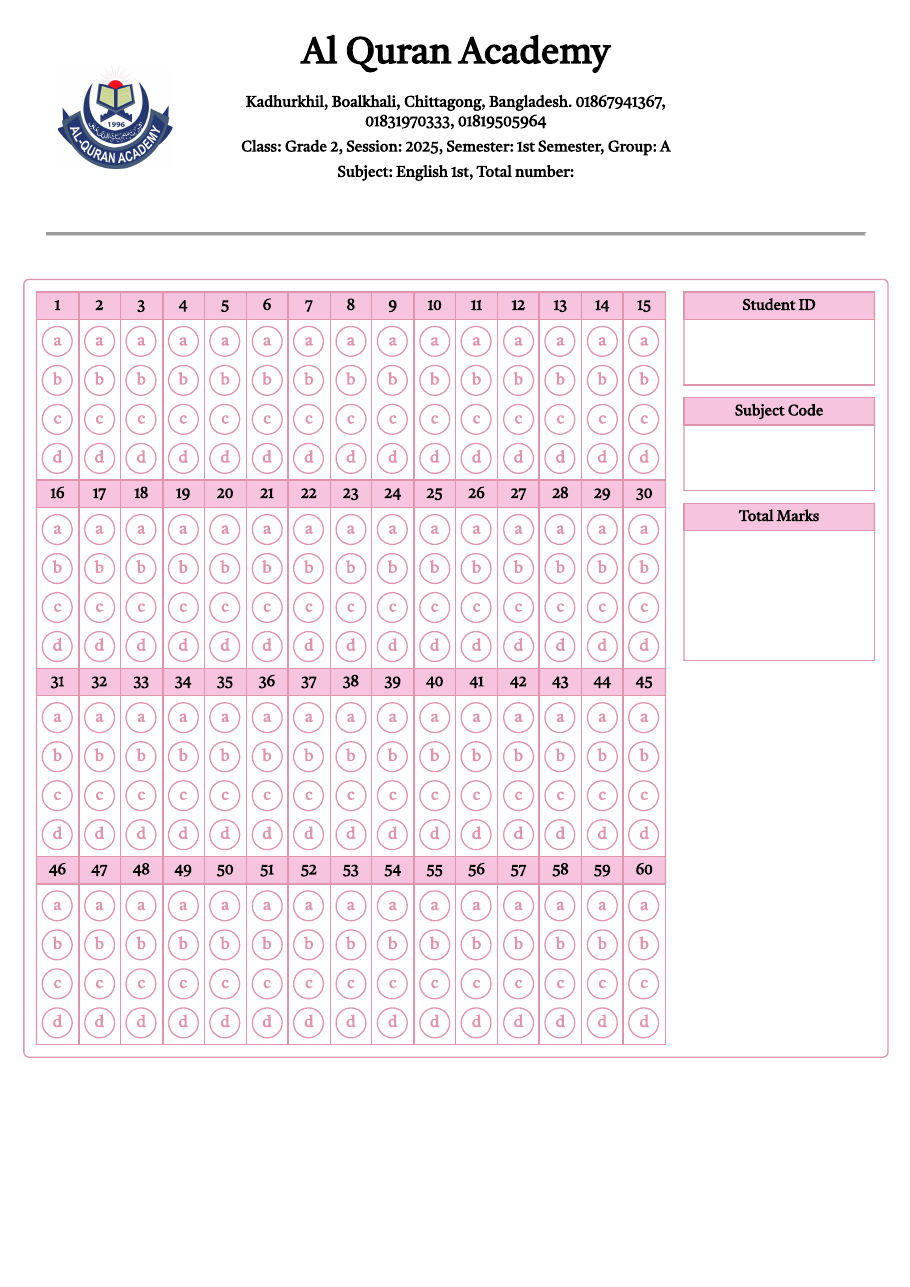 Al Quran Academy
Kadhurkhil, Boalkhali, Chittagong, Bangladesh. 01867941367,
01831970333, 01819505964
Class: Grade 2, Session: 2025, Semester: 1st Semester, Group: A
Subject: English 1st, Total number:
1996
AL-QURAN ACADEMY
1 2 3 4 5 6 7 8 9 10 11 12 13 14 15
a a a a a a a a a a a a a a a
b b b b b b b b b b b b b b b
c c c c c c c c c c c c c c c
d d d d d d d d d d d d d d d
16 17 18 19 20 21 22 23 24 25 26 27 28 29 30
a a a a a a a a a a a a a a a
b b b b b b b b b b b b b b b
c c c c c c c c c c c c c c c
d d d d d d d d d d d d d d d
31 32 33 34 35 36 37 38 39 40 41 42 43 44 45
a a a a a a a a a a a a a a a
b b b b b b b b b b b b b b b
c c c c c c c c c c c c c c c
d d d d d d d d d d d d d d d
46 47 48 49 50 51 52 53 54 55 56 57 58 59 60
a a a a a a a a a a a a a a a
b b b b b b b b b b b b b b b
c c c c c c c c c c c c c c c
d d d d d d d d d d d d d d d
Student ID
Subject Code
Total Marks